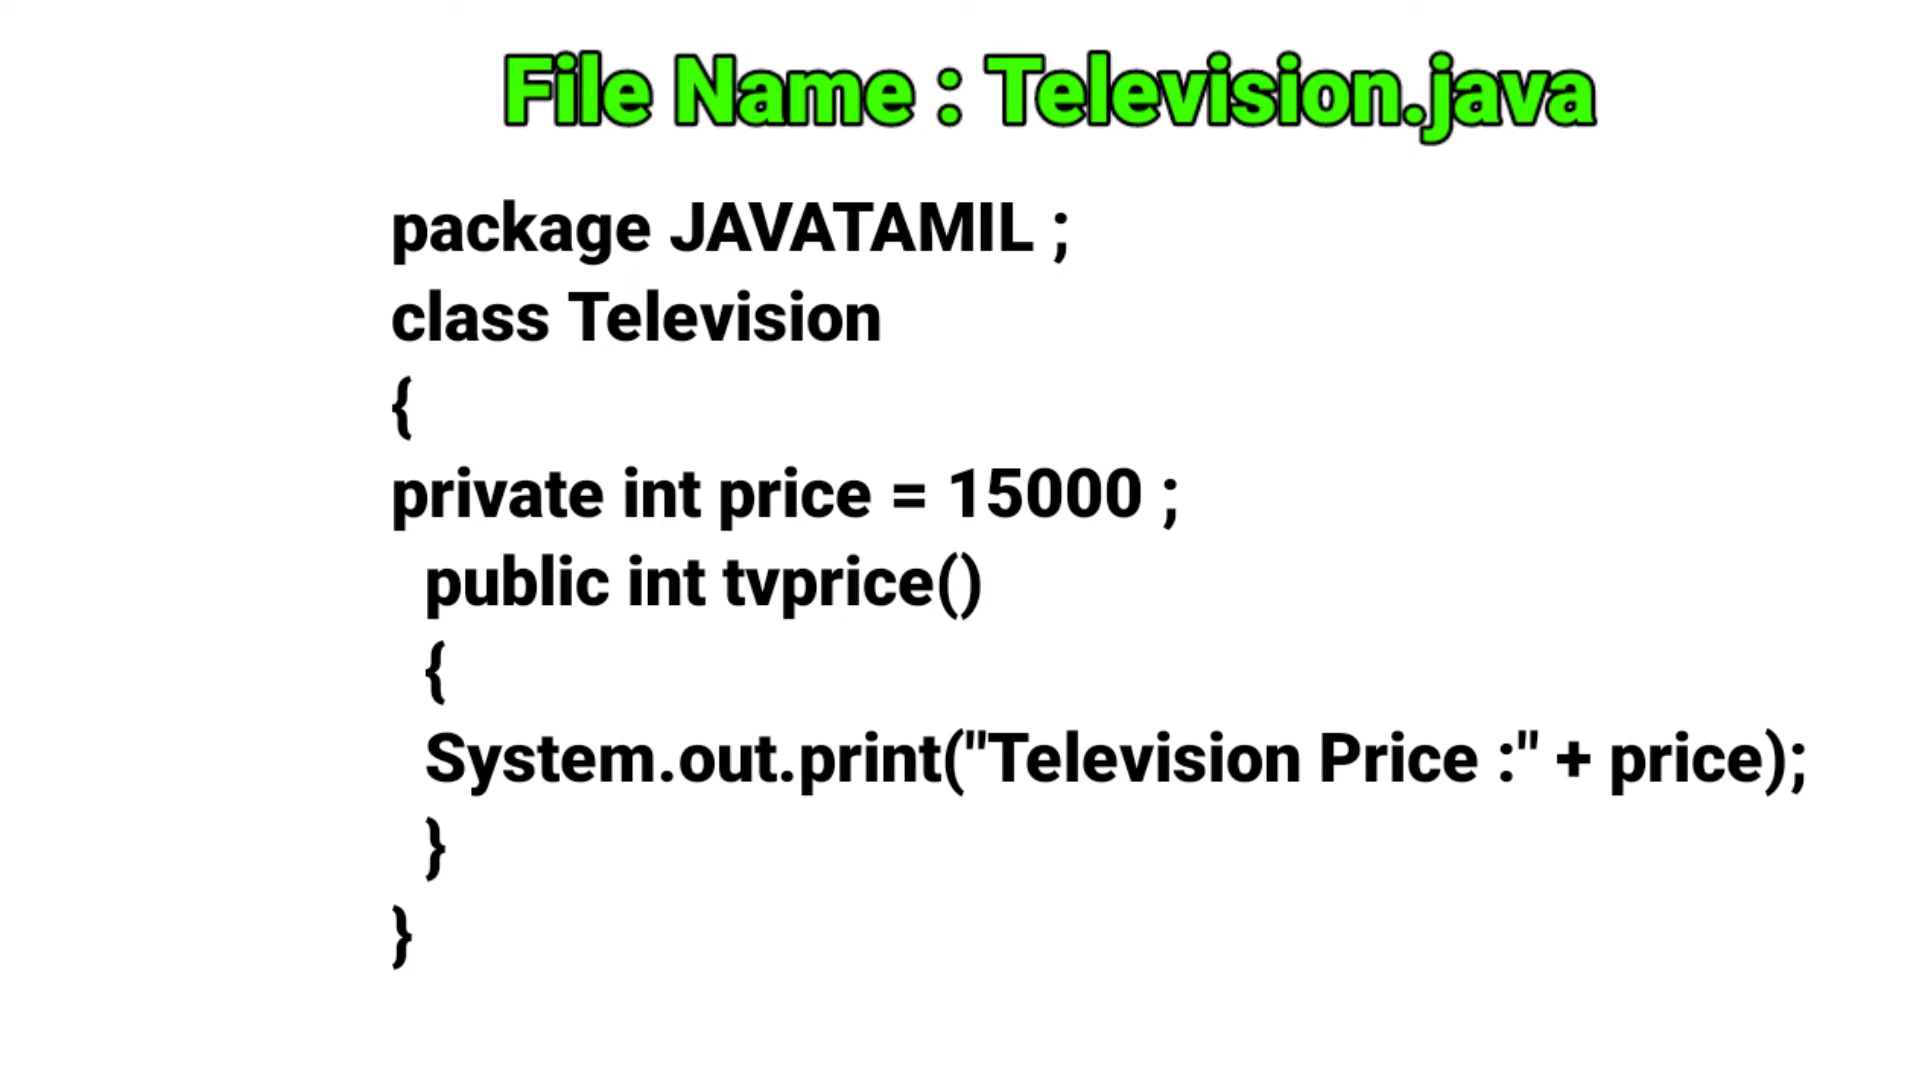 File Name : Television.java
package JAVATAMIL ;
class Television
{
private int price = 15000 ;
public int tvprice()
{
System.out.print("Television Price :" + price);
}
}